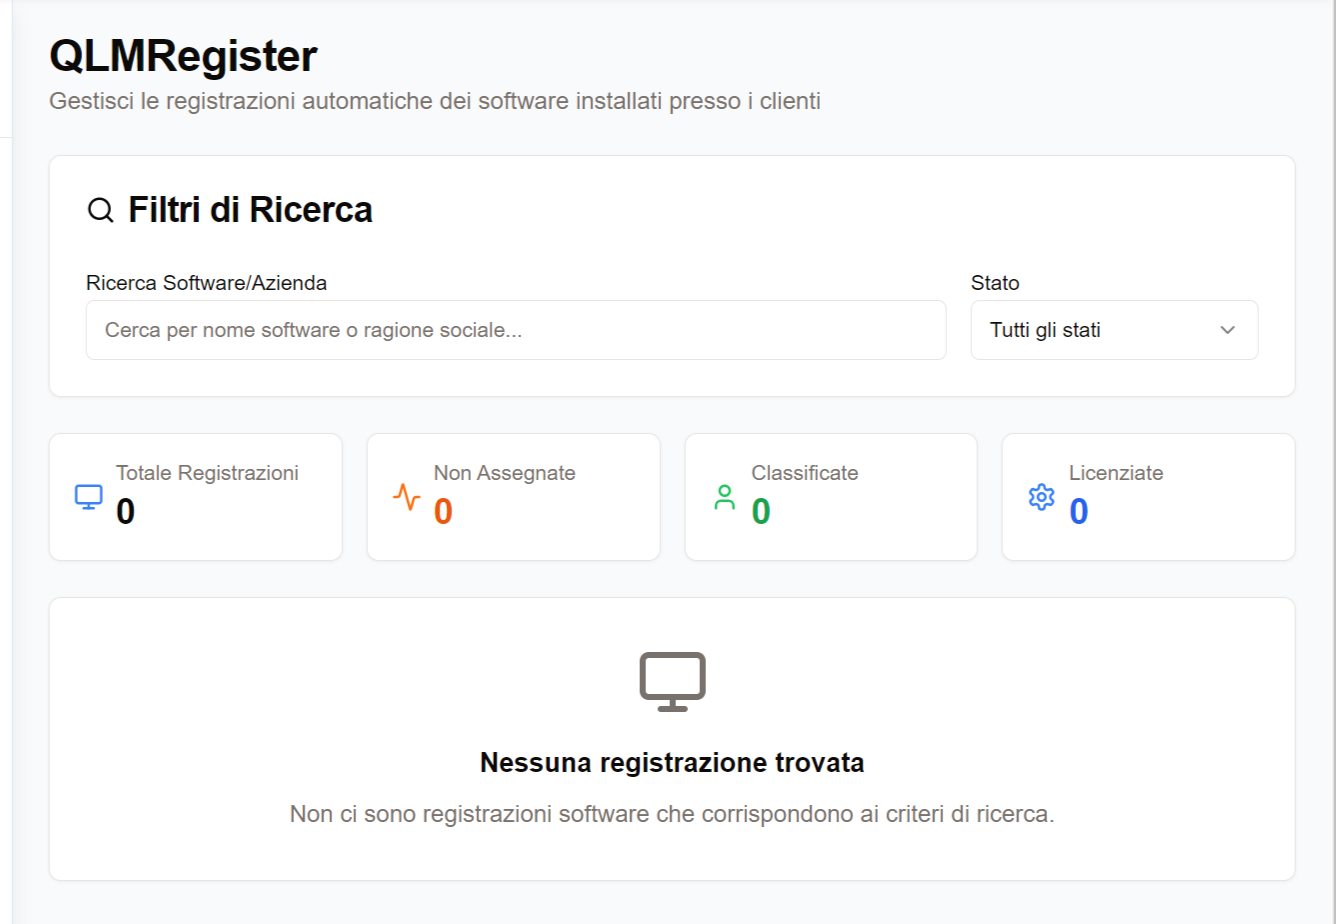 QLMRegister
Gestisci le registrazioni automatiche dei software installati presso i clienti
Filtri di Ricerca
Ricerca Software/Azienda
Cerca per nome software o ragione sociale...
Stato
Tutti gli stati
Totale Registrazioni
0
Non Assegnate
0
Classificate
0
Licenziate
0
Nessuna registrazione trovata
Non ci sono registrazioni software che corrispondono ai criteri di ricerca.